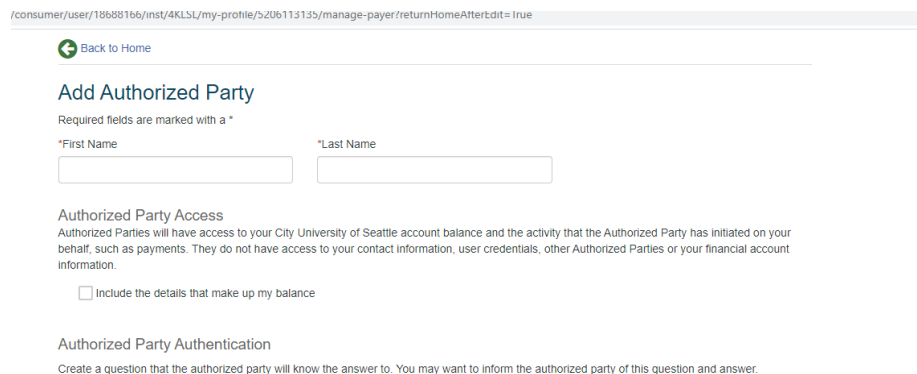 /consumer/user/18688166/inst/4KLSL/my-profile/5206113135/manage-payer?returnHomeAfterEdit=True
Back to Home
Add Authorized Party
Required fields are marked with a *
*First Name *Last Name
Authorized Party Access
Authorized Parties will have access to your City University of Seattle account balance and the activity that the Authorized Party has initiated on your
behalf, such as payments. They do not have access to your contact information, user credentials, other Authorized Parties or your financial account
information.
Include the details that make up my balance
Authorized Party Authentication
Create a question that the authorized party will know the answer to. You may want to inform the authorized party of this question and answer.